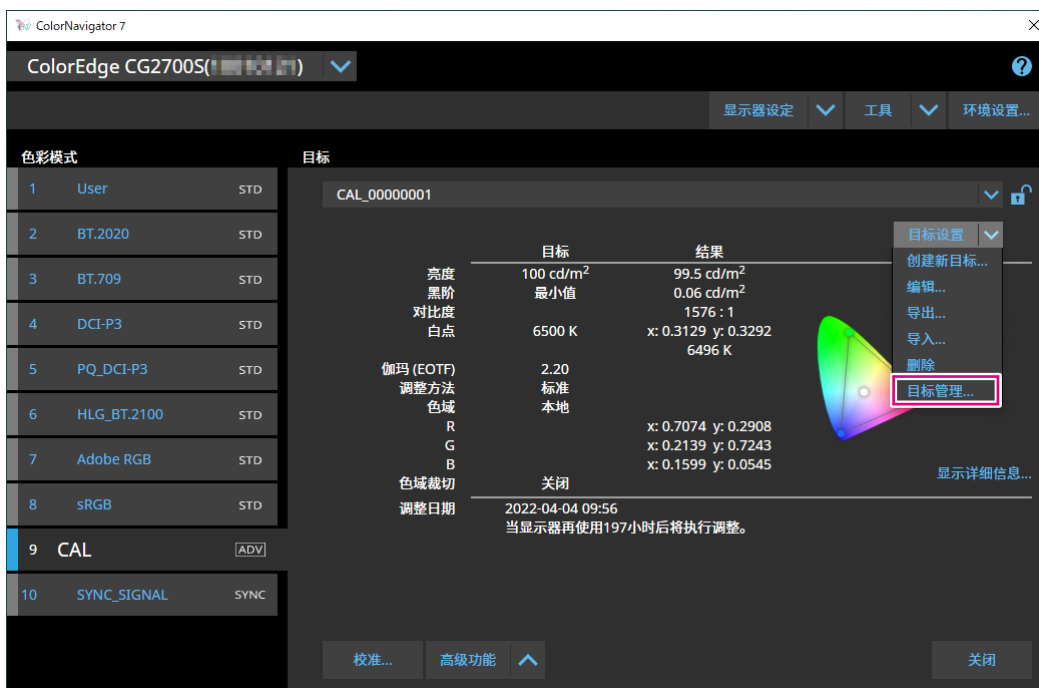 ColorNavigator 7
ColorEdge CG2700S( )
显示器设定 工具 环境设置...
色彩模式 目标
1 User STD
2 BT.2020 STD
3 BT.709 STD
4 DCI-P3 STD
5 PQ_DCI-P3 STD
6 HLG_BT.2100 STD
7 Adobe RGB STD
8 sRGB STD
9 CAL ADV
10 SYNC_SIGNAL SYNC
CAL_00000001
目标设置
创建新目标...
编辑...
导出...
导入...
删除
目标管理...
目标 结果
亮度 100 cd/m² 99.5 cd/m²
黑阶 最小值 0.06 cd/m²
对比度 1576 : 1
白点 6500 K x: 0.3129 y: 0.3292
6496 K
伽玛 (EOTF) 2.20
调整方法 标准
色域 本地
R x: 0.7074 y: 0.2908
G x: 0.2139 y: 0.7243
B x: 0.1599 y: 0.0545
色域裁切 关闭
显示详细信息...
调整日期 2022-04-04 09:56
当显示器再使用197小时后将执行调整。
校准... 高级功能 关闭